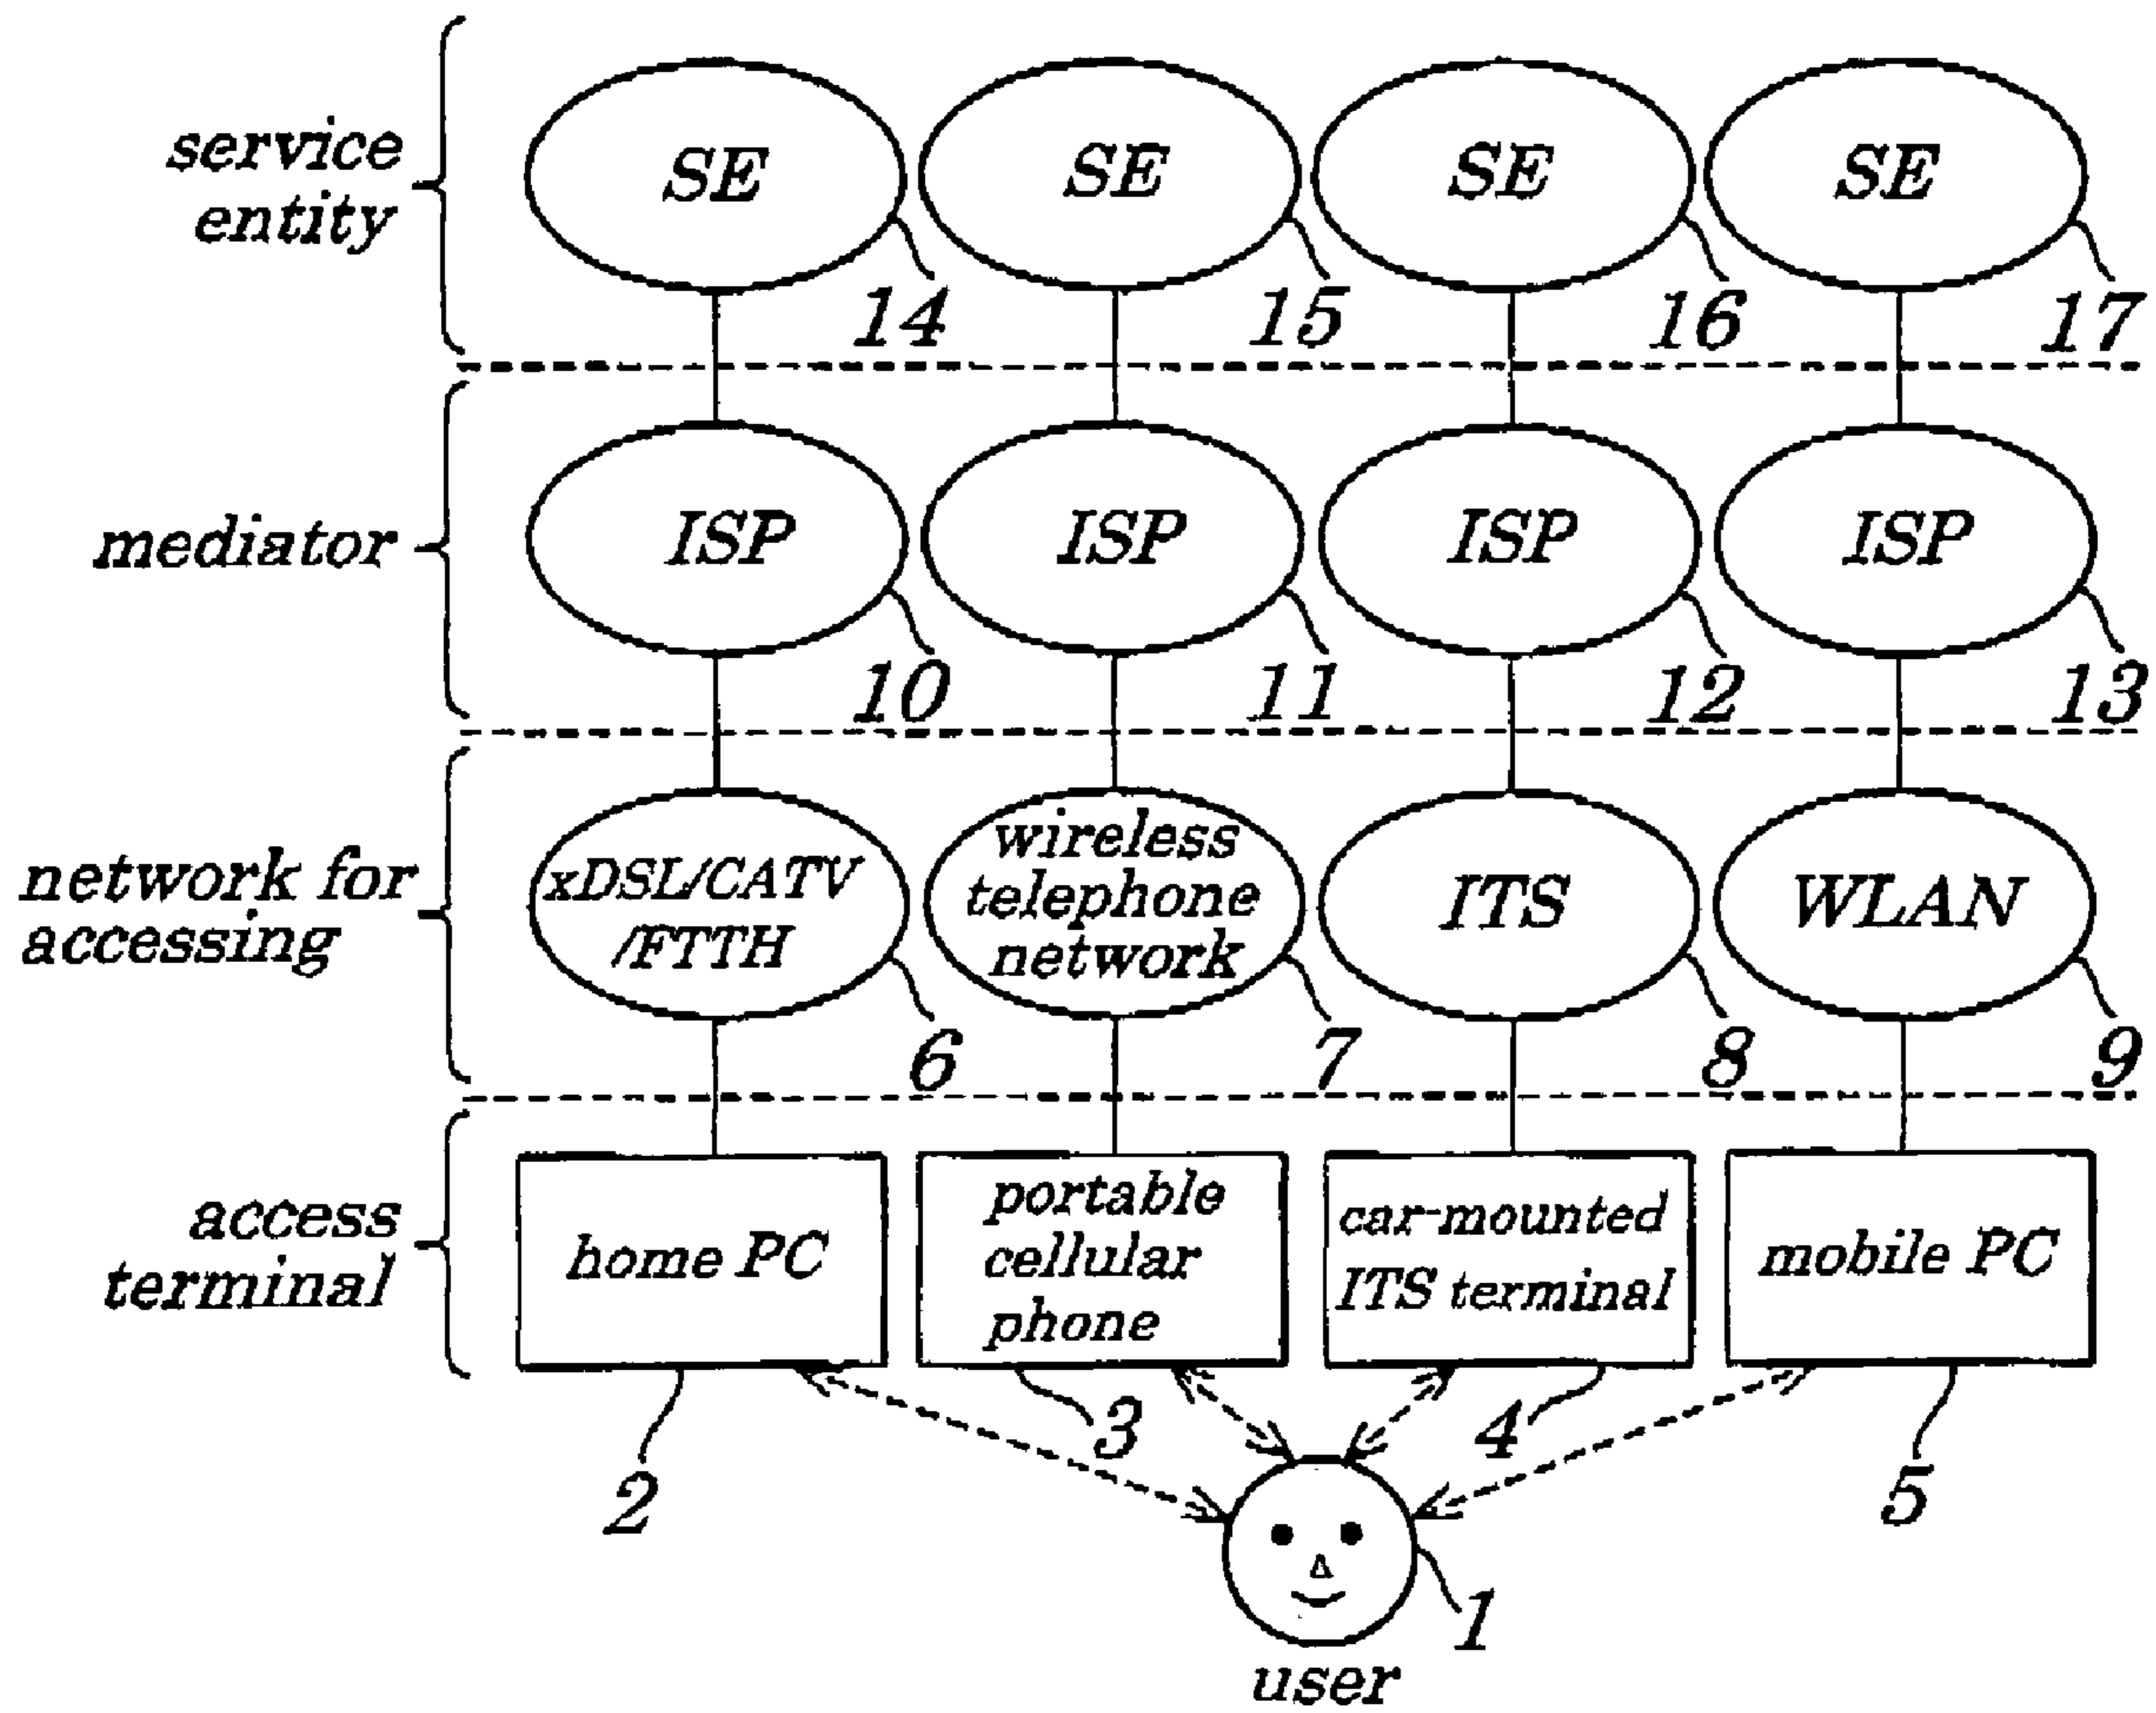 service
entity
SE
SE
SE
SE
14
15
16
17
mediator
ISP
ISP
ISP
ISP
10
11
12
13
network for
accessing
xDSL/CATV
/FTTH
wireless
telephone
network
ITS
WLAN
6
7
8
9
access
terminal
home PC
portable
cellular
phone
car-mounted
ITS terminal
mobile PC
2
3
4
5
1
user